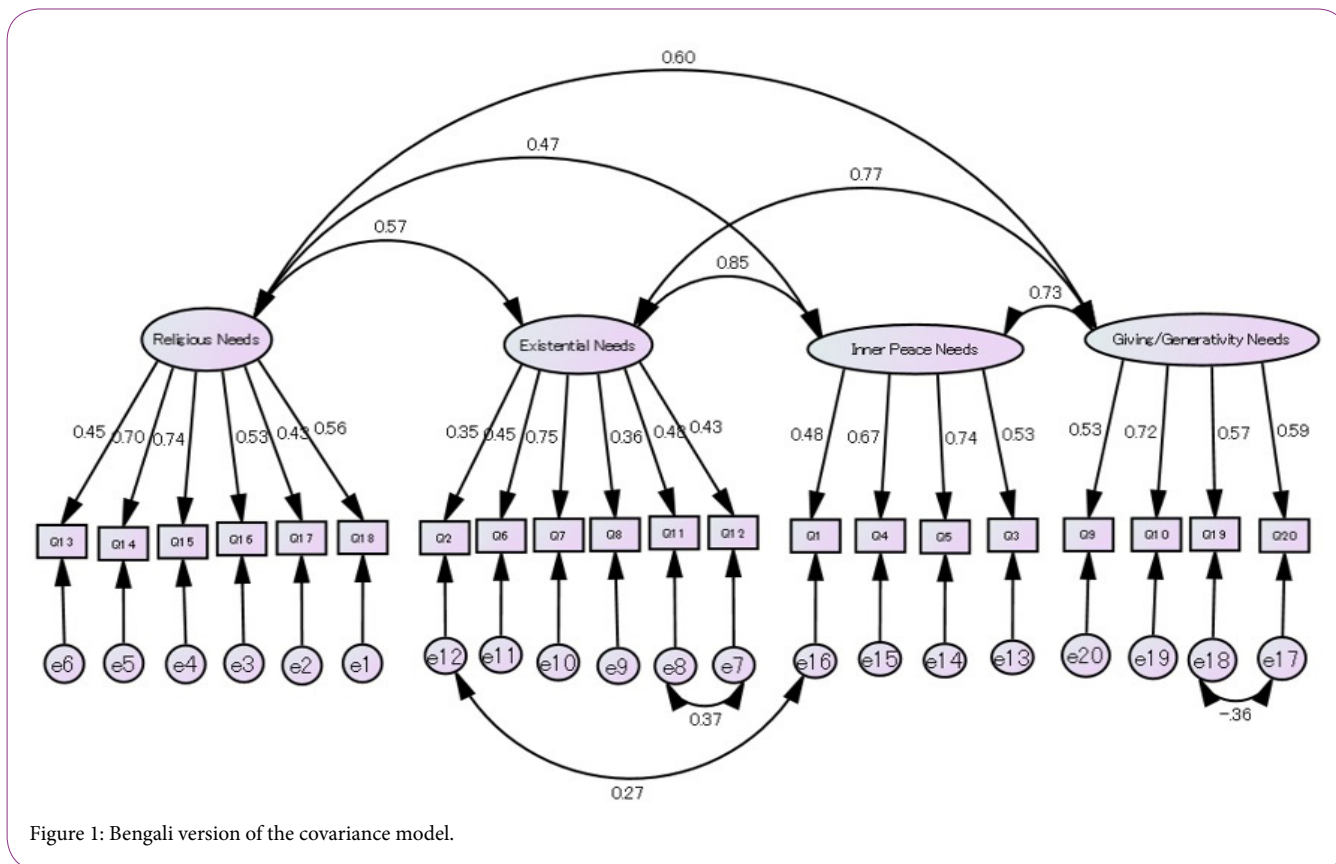 0.60
0.47
0.77
0.57
0.85
0.73
Religious Needs
Existential Needs
Inner Peace Needs
Giving/Generativity Needs
0.45 0.70 0.74 0.53 0.43 0.56
0.35 0.45 0.75 0.36 0.48 0.43
0.48 0.67 0.74 0.53
0.53 0.72 0.57 0.59
Q13 Q14 Q15 Q16 Q17 Q18
Q2 Q6 Q7 Q8 Q11 Q12
Q1 Q4 Q5 Q3
Q9 Q10 Q19 Q20
e6 e5 e4 e3 e2 e1
e12 e11 e10 e9 e8 e7
e16 e15 e14 e13
e20 e19 e18 e17
0.37
-.36
0.27
Figure 1: Bengali version of the covariance model.